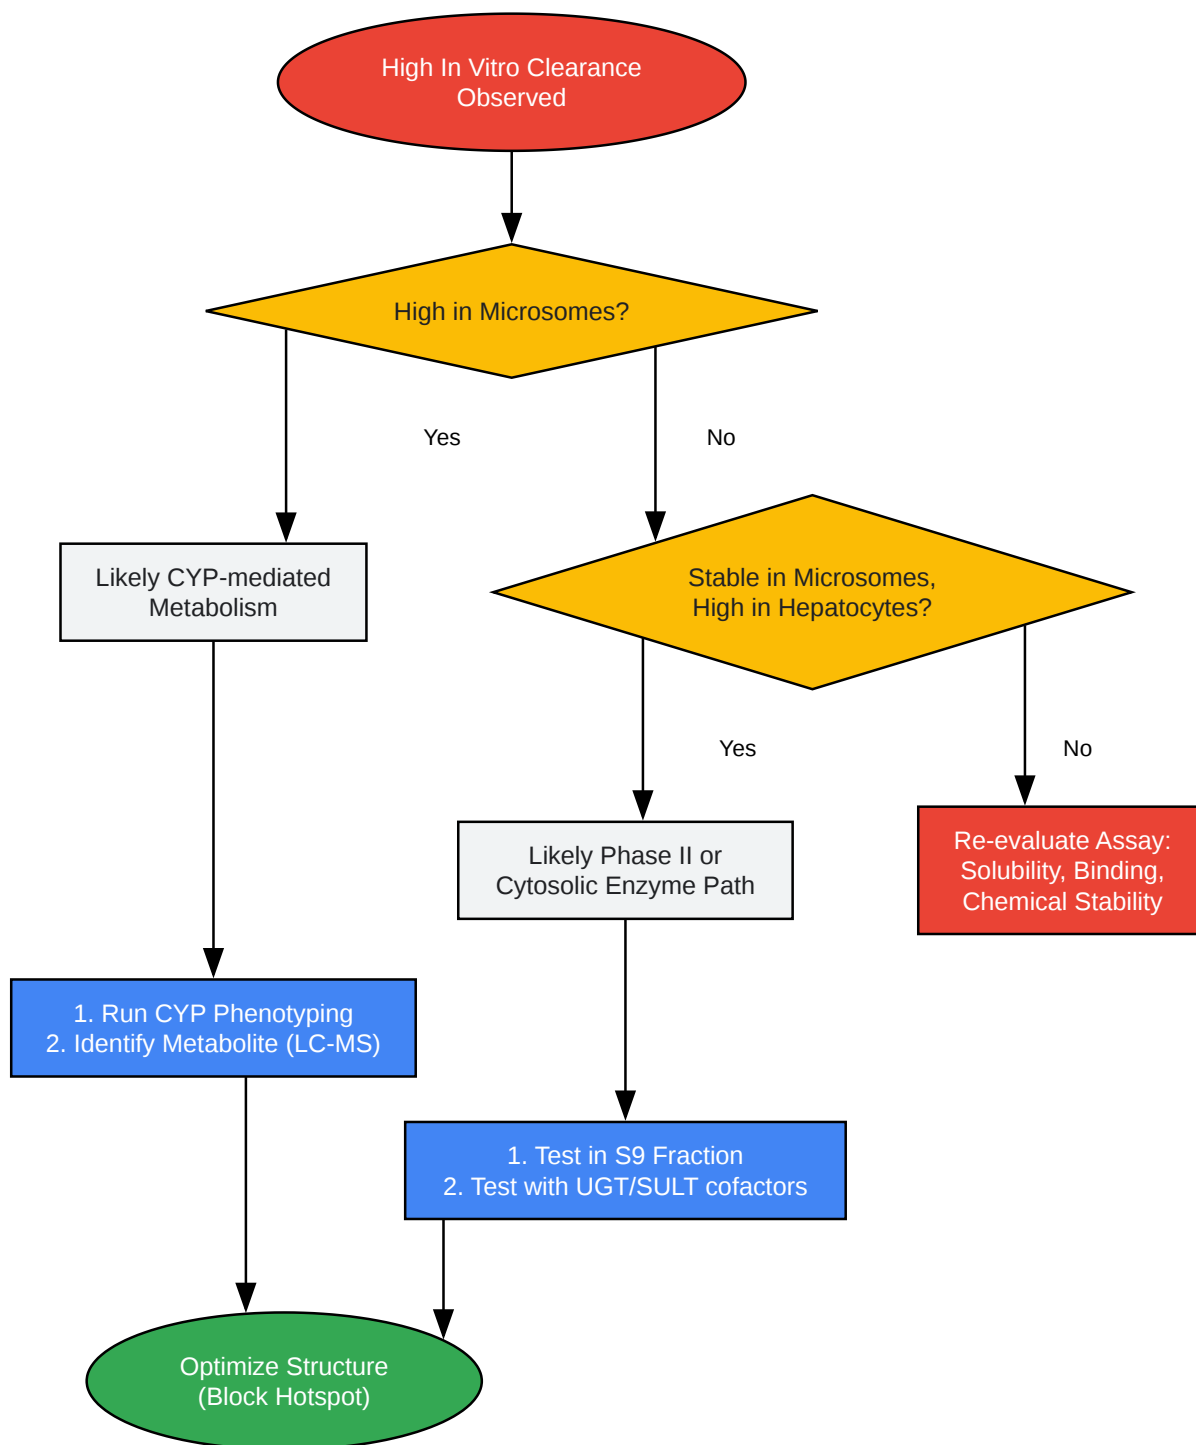 High In Vitro Clearance
Observed
High in Microsomes?
Yes
No
Likely CYP-mediated
Metabolism
Stable in Microsomes,
High in Hepatocytes?
Yes
No
Likely Phase II or
Cytosolic Enzyme Path
Re-evaluate Assay:
Solubility, Binding,
Chemical Stability
1. Run CYP Phenotyping
2. Identify Metabolite (LC-MS)
1. Test in S9 Fraction
2. Test with UGT/SULT cofactors
Optimize Structure
(Block Hotspot)